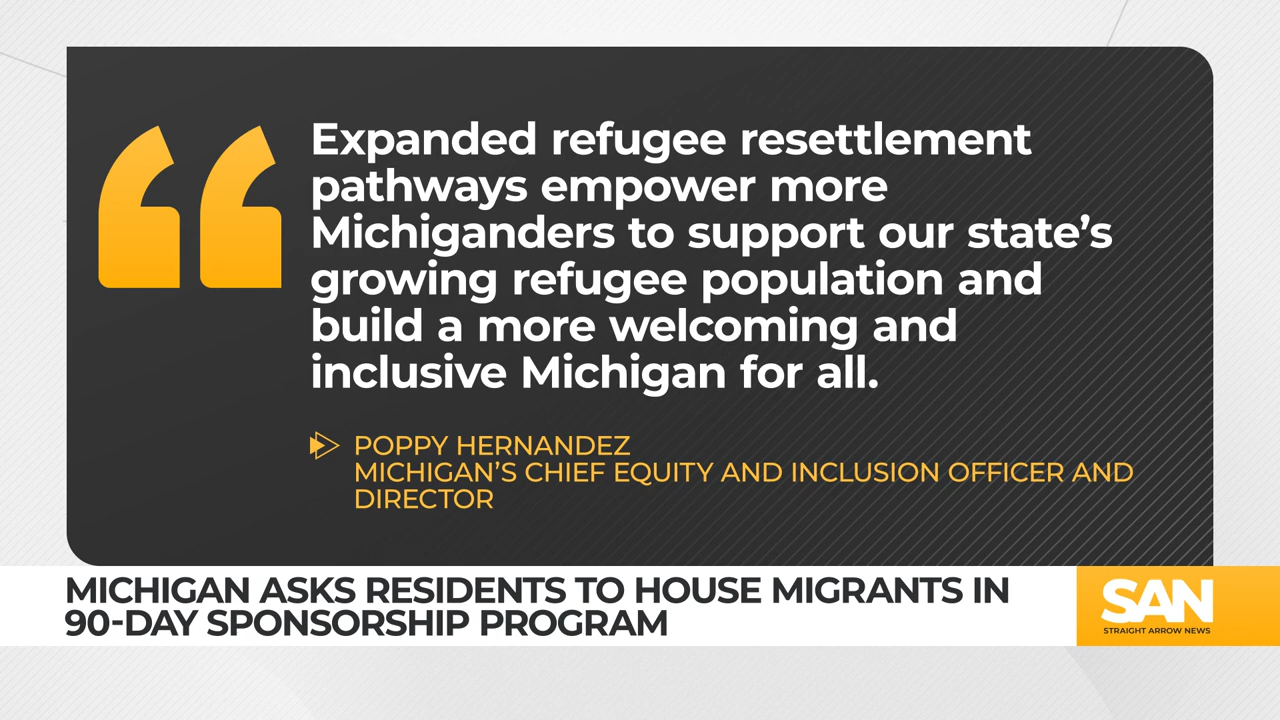 Expanded refugee resettlement
pathways empower more
Michiganders to support our state’s
growing refugee population and
build a more welcoming and
inclusive Michigan for all.
POPPY HERNANDEZ
MICHIGAN’S CHIEF EQUITY AND INCLUSION OFFICER AND
DIRECTOR
MICHIGAN ASKS RESIDENTS TO HOUSE MIGRANTS IN
90-DAY SPONSORSHIP PROGRAM
SAN
STRAIGHT ARROW NEWS